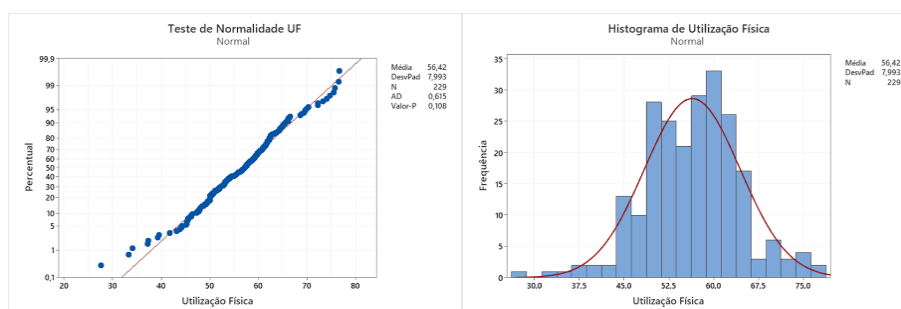 Teste de Normalidade UF
Normal
99,9
99
95
90
80
70
60
50
40
30
20
10
5
1
0,1
Percentual
20 30 40 50 60 70 80
Utilização Física
Média 56,42
DesvPad 7,993
N 229
AD 0,615
Valor-P 0,108
Histograma de Utilização Física
Normal
35
30
25
20
15
10
5
0
Frequência
30,0 37,5 45,0 52,5 60,0 67,5 75,0
Utilização Física
Média 56,42
DesvPad 7,993
N 229